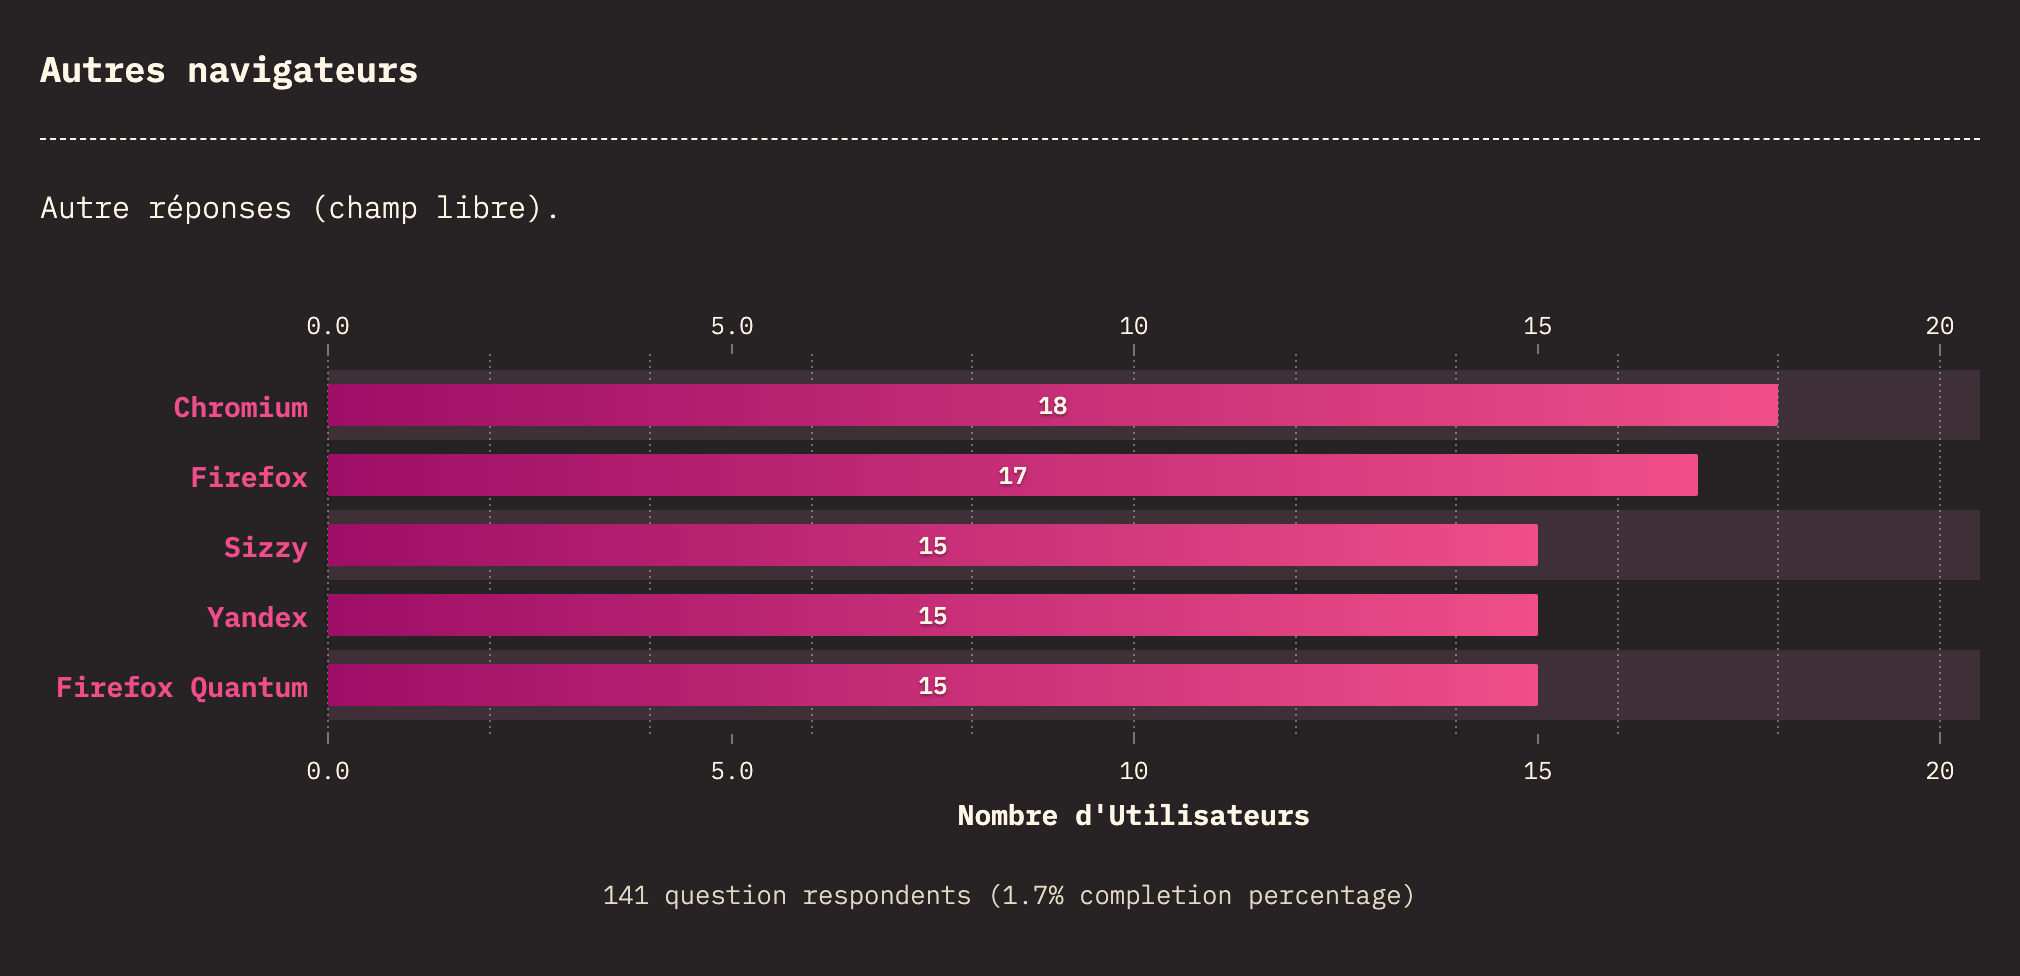 Autres navigateurs
Autre réponses (champ libre).
0.0 5.0 10 15 20
Chromium 18
Firefox 17
Sizzy 15
Yandex 15
Firefox Quantum 15
0.0 5.0 10 15 20
Nombre d'Utilisateurs
141 question respondents (1.7% completion percentage)